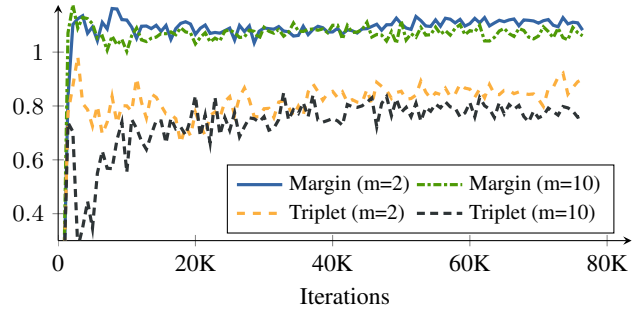 1
0.8
0.6
0.4
Margin (m=2) Margin (m=10)
Triplet (m=2) Triplet (m=10)
0 20K 40K 60K 80K
Iterations